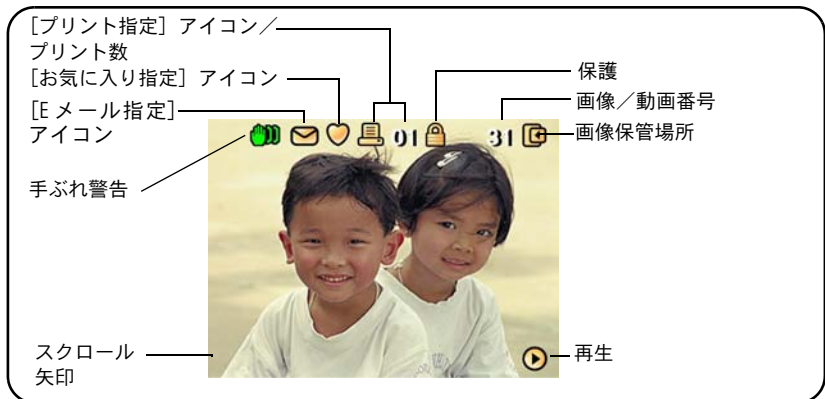 [プリント指定] アイコン/
プリント数
[お気に入り指定] アイコン
[Eメール指定]
アイコン
手ぶれ警告
スクロール
矢印
保護
画像/動画番号
画像保管場所
再生
01
31